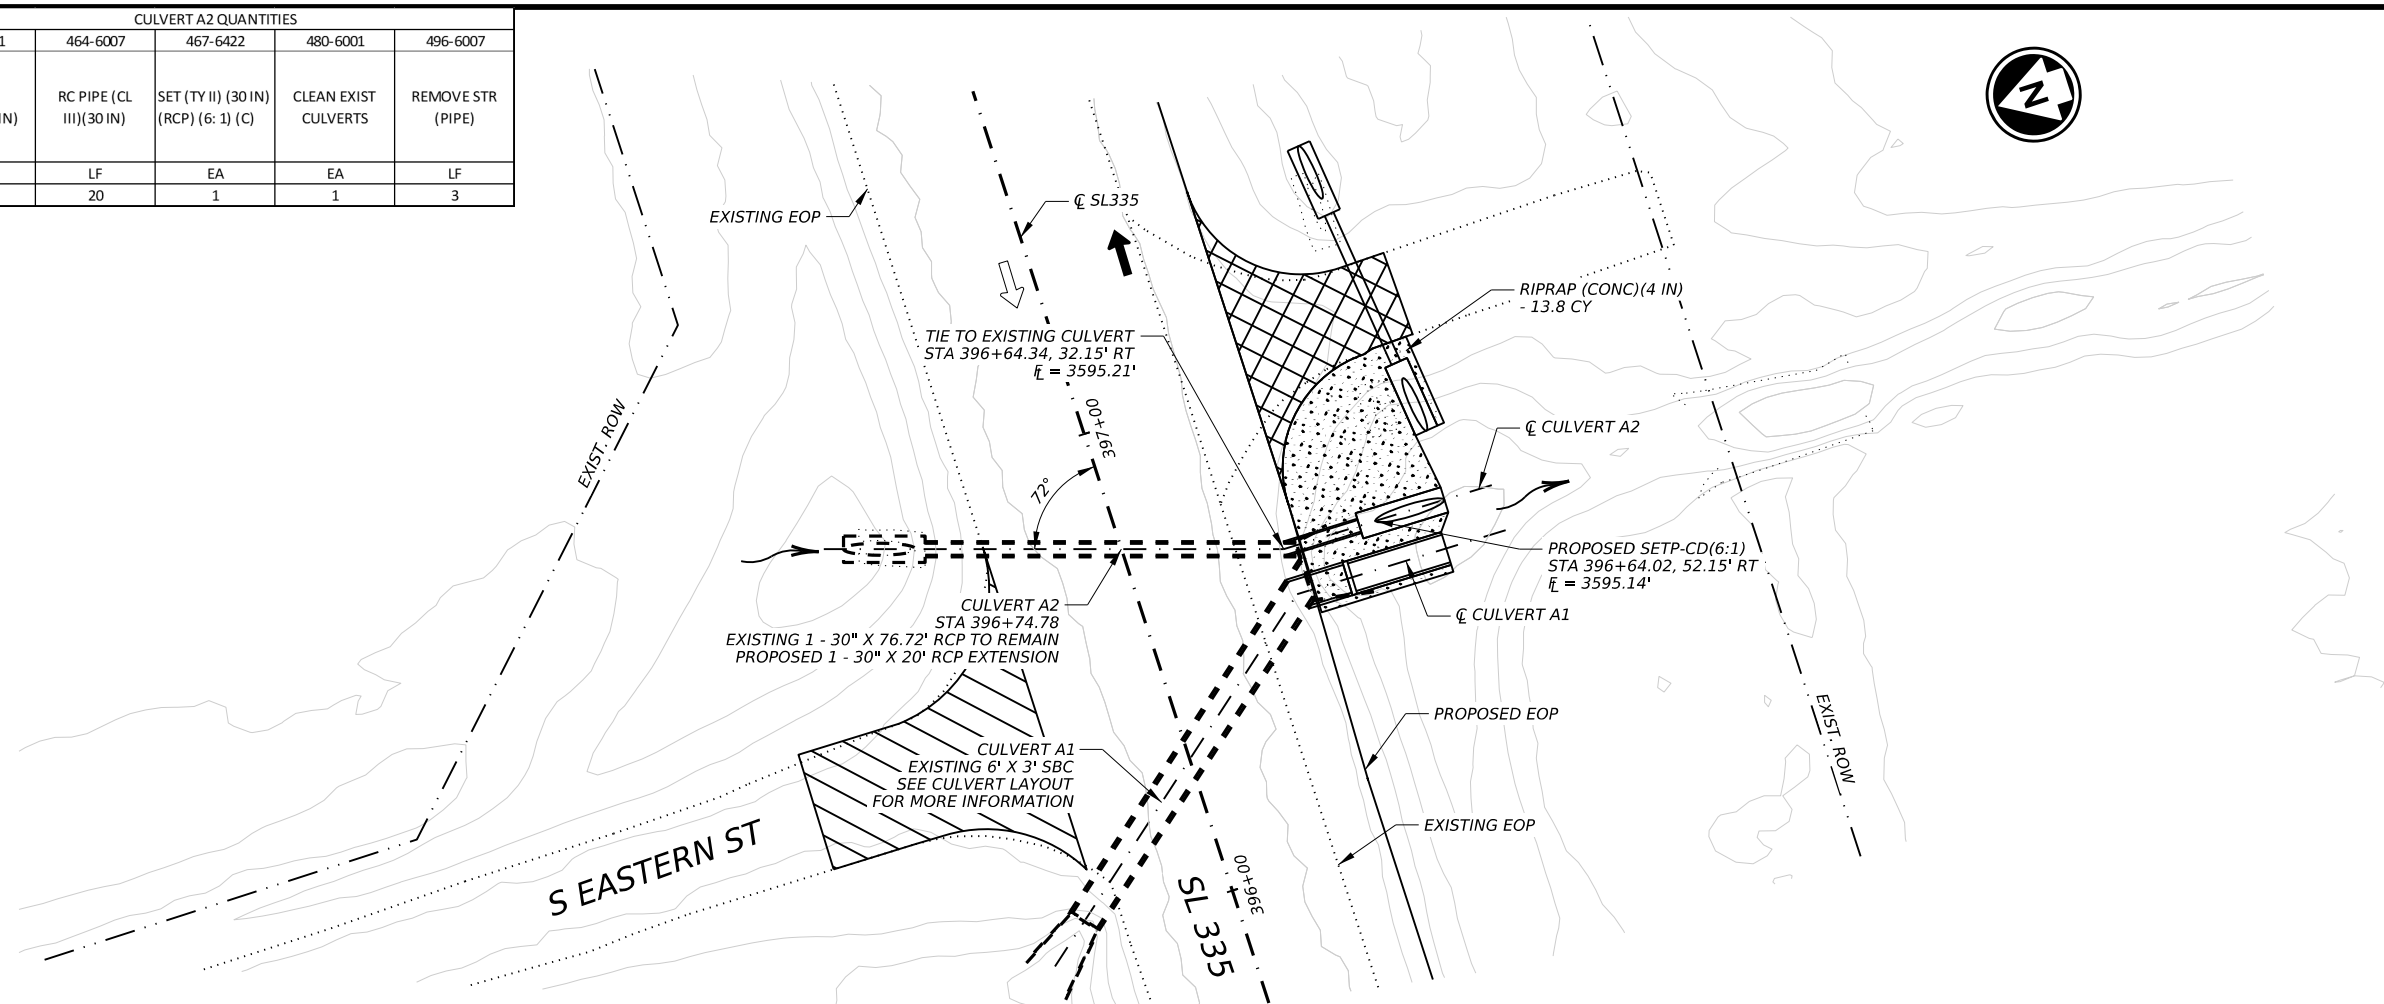 CULVERT A2 QUANTITIES
1 464-6007 467-6422 480-6001 496-6007
RC PIPE (CL SET (TY II) (30 IN) CLEAN EXIST REMOVE STR
IN) III)(30 IN) (RCP) (6: 1) (C) CULVERTS (PIPE)
LF EA EA LF
20 1 1 3
N
EXISTING EOP
℄ SL335
RIPRAP (CONC)(4 IN)
- 13.8 CY
TIE TO EXISTING CULVERT
STA 396+64.34, 32.15' RT
FL = 3595.21'
397+00
EXIST. ROW
℄ CULVERT A2
72°
PROPOSED SETP-CD(6:1)
STA 396+64.02, 52.15' RT
FL = 3595.14'
CULVERT A2
STA 396+74.78
EXISTING 1 - 30" X 76.72' RCP TO REMAIN
PROPOSED 1 - 30" X 20' RCP EXTENSION
℄ CULVERT A1
PROPOSED EOP
EXIST. ROW
CULVERT A1
EXISTING 6' X 3' SBC
SEE CULVERT LAYOUT
FOR MORE INFORMATION
EXISTING EOP
S EASTERN ST
396+00
SL 335